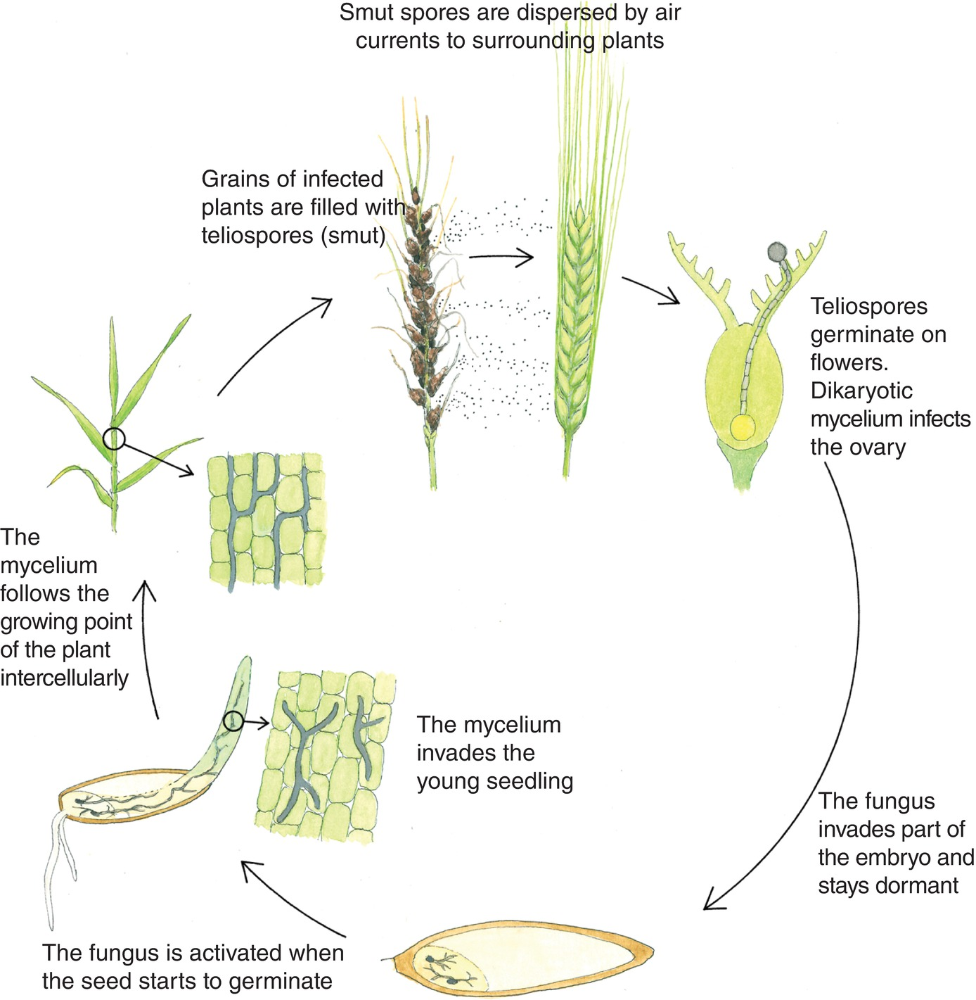 Smut spores are dispersed by air
currents to surrounding plants
Grains of infected
plants are filled with
teliospores (smut)
Teliospores
germinate on
flowers.
Dikaryotic
mycelium infects
the ovary
The fungus
invades part of
the embryo and
stays dormant
The fungus is activated when
the seed starts to germinate
The mycelium
invades the
young seedling
The
mycelium
follows the
growing point
of the plant
intercellularly